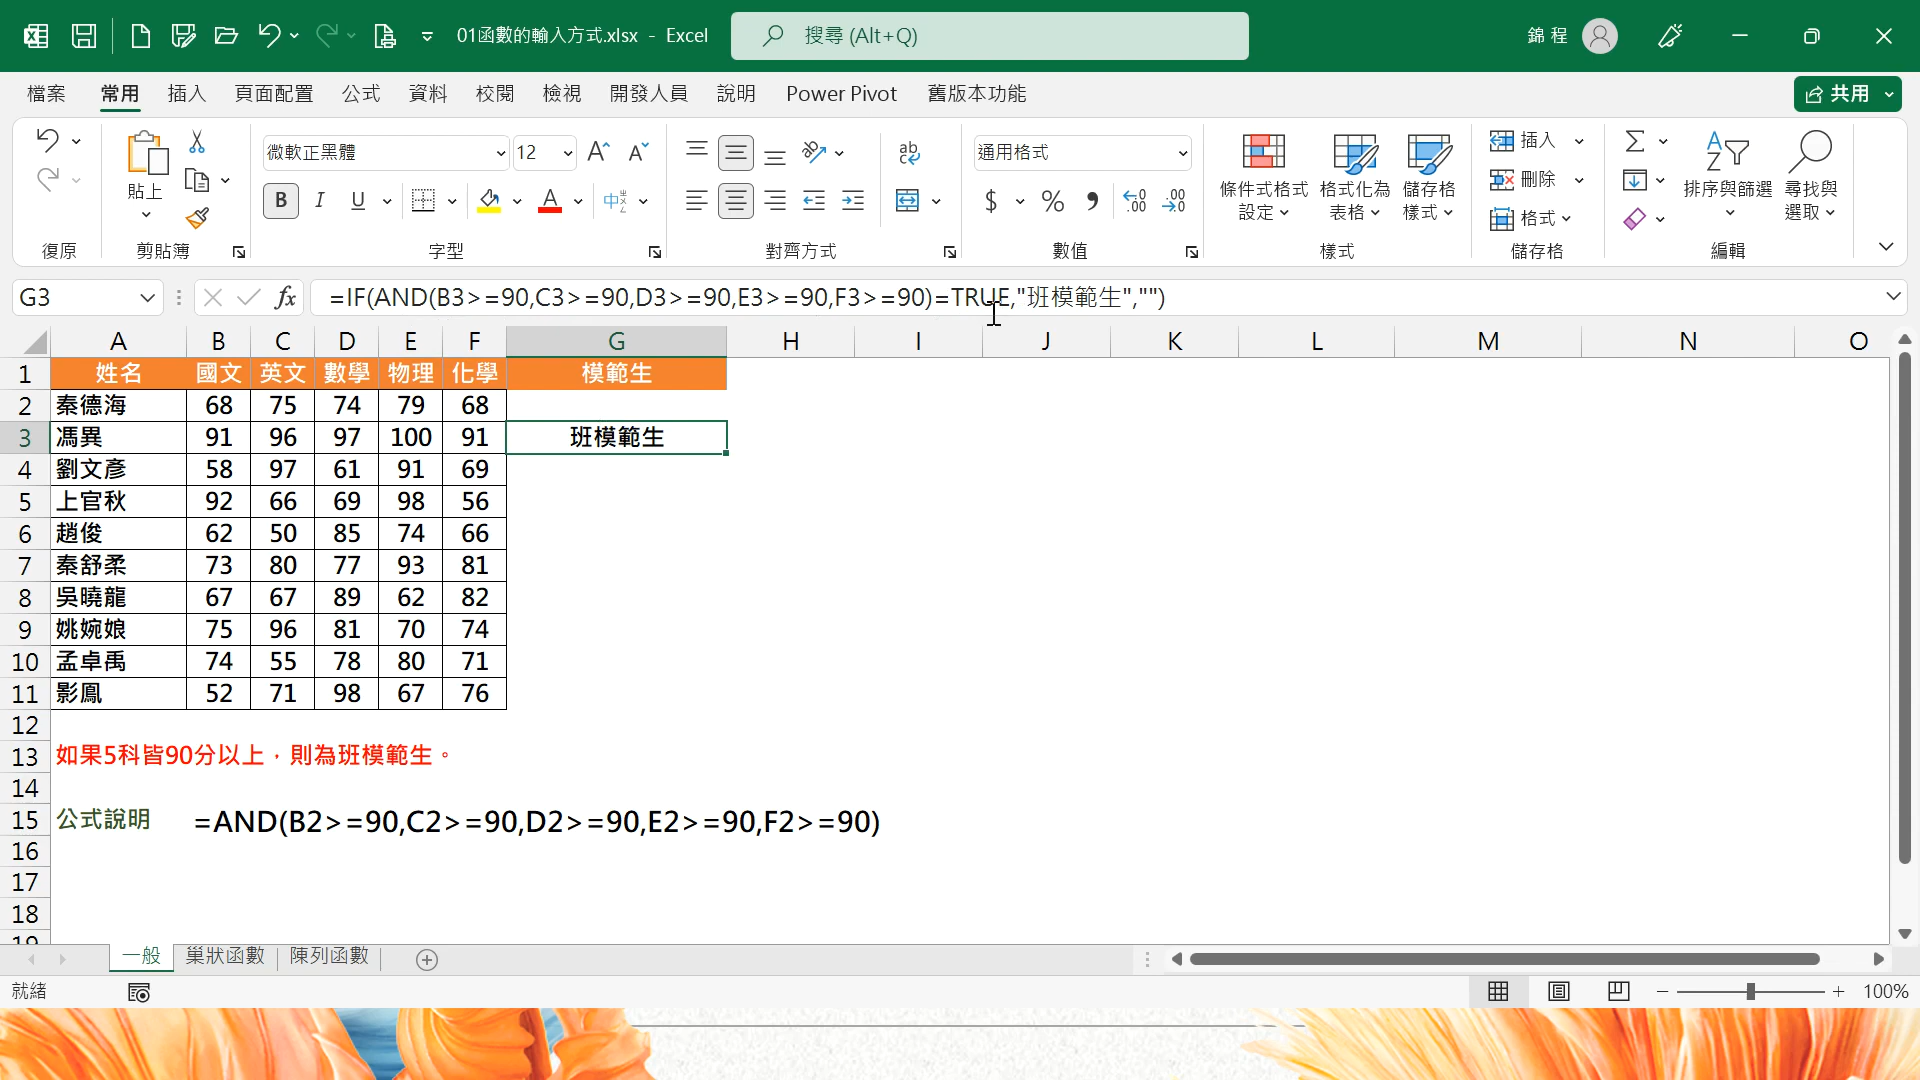 01函數的輸入方式.xlsx - Excel
搜尋 (Alt+Q)
錦 程
檔案 常用 插入 頁面配置 公式 資料 校閱 檢視 開發人員 說明 Power Pivot 舊版本功能
共用
貼上
微軟正黑體 12
B I U
通用格式
條件式格式設定
格式化為表格
儲存格樣式
插入
刪除
格式
排序與篩選
尋找與選取
復原 剪貼簿 字型 對齊方式 數值 樣式 儲存格 編輯
G3
fx
=IF(AND(B3>=90,C3>=90,D3>=90,E3>=90,F3>=90)=TRUE,"班模範生","")
A B C D E F G H I J K L M N O
1 姓名 國文 英文 數學 物理 化學 模範生
2 秦德海 68 75 74 79 68
3 馮異 91 96 97 100 91 班模範生
4 劉文彥 58 97 61 91 69
5 上官秋 92 66 69 98 56
6 趙俊 62 50 85 74 66
7 秦舒柔 73 80 77 93 81
8 吳曉龍 67 67 89 62 82
9 姚婉娘 75 96 81 70 74
10 孟卓禹 74 55 78 80 71
11 影鳳 52 71 98 67 76
12
13 如果5科皆90分以上，則為班模範生。
14
15 公式說明 =AND(B2>=90,C2>=90,D2>=90,E2>=90,F2>=90)
16
17
18
19
一般 巢狀函數 陳列函數
就緒
100%